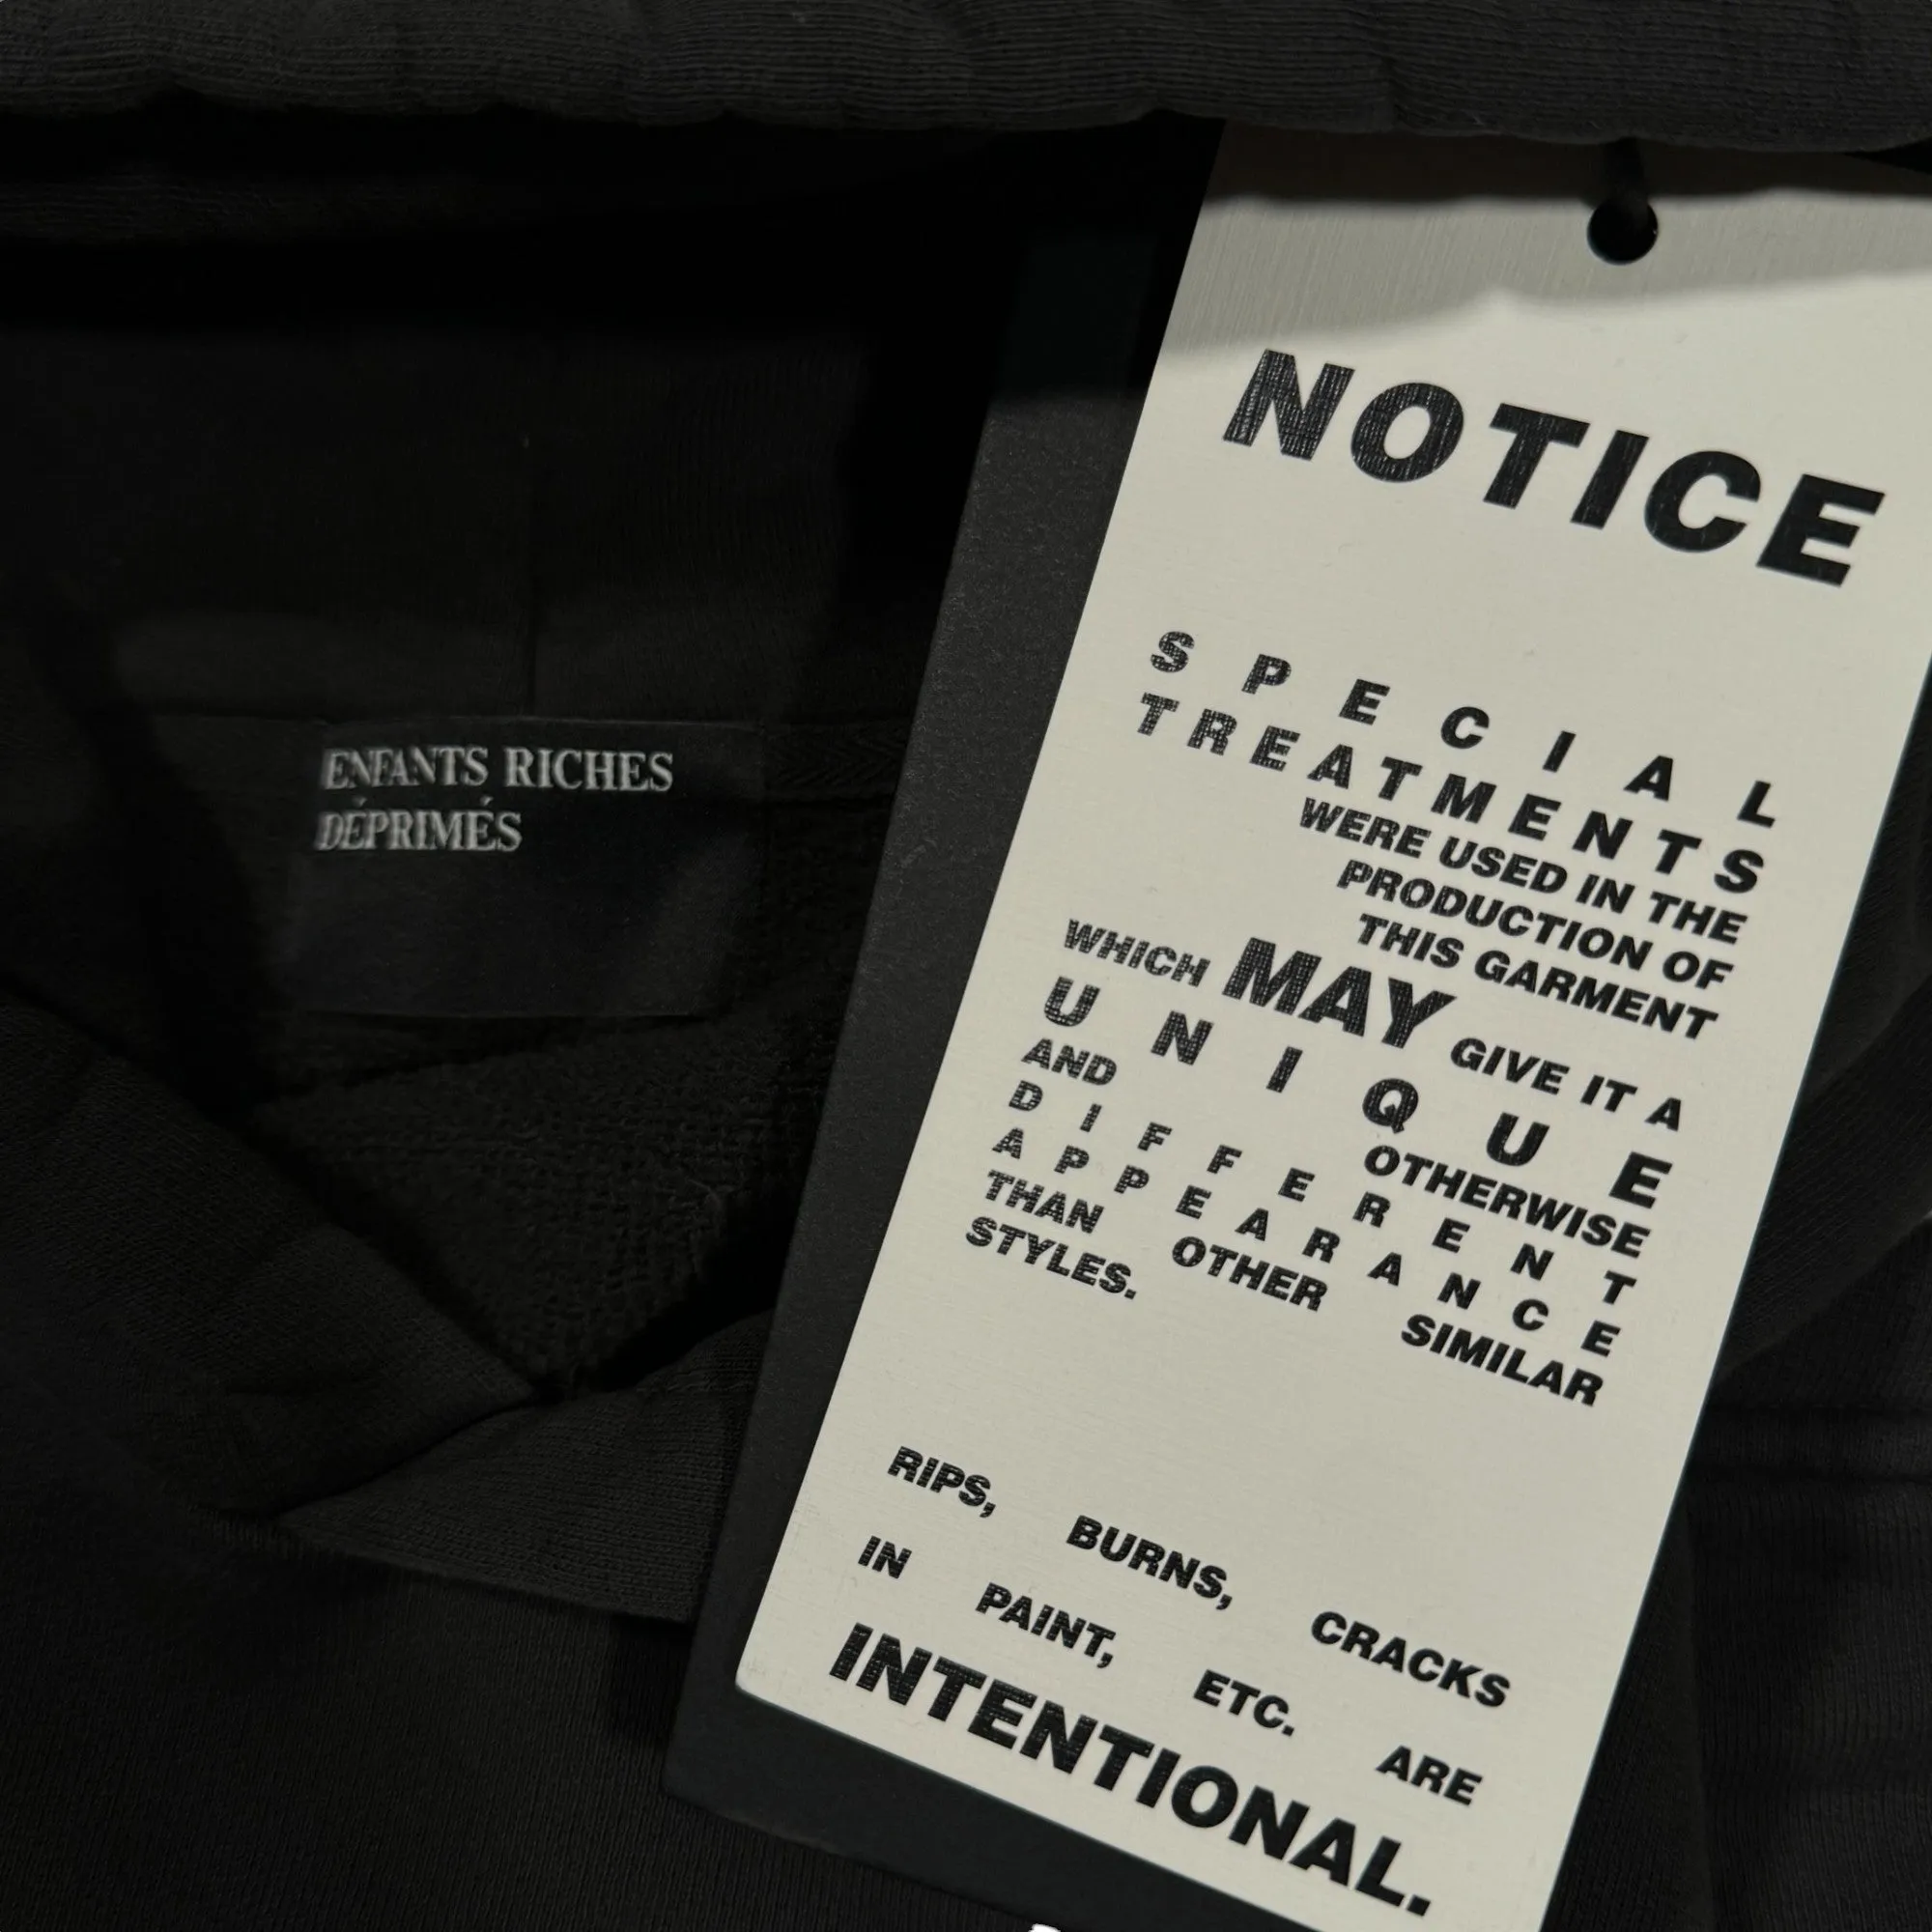 ENFANTS RICHES
DÉPRIMÉS
NOTICE
SPECIAL
TREATMENTS
WERE USED IN THE
PRODUCTION OF
THIS GARMENT
WHICH MAY GIVE IT A
UNIQUE
AND OTHERWISE
DIFFERENT
APPEARANCE
THAN OTHER SIMILAR
STYLES.
RIPS, BURNS, CRACKS
IN PAINT, ETC. ARE
INTENTIONAL.